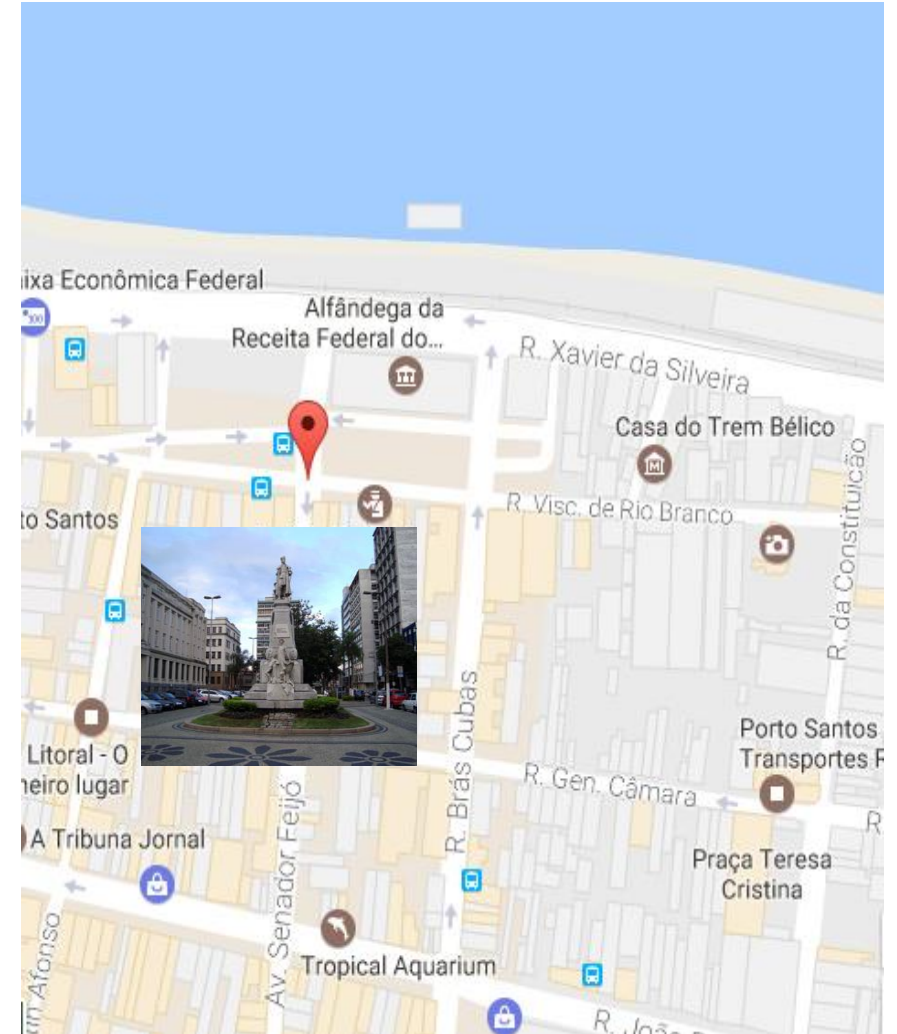 ixa Econômica Federal
Alfândega da
Receita Federal do...
R. Xavier da Silveira
Casa do Trem Bélico
to Santos
R. Visc. de Rio Branco
R. da Constituição
Litoral - O
neiro lugar
R. Brás Cubas
Porto Santos
Transportes R
R. Gen. Câmara
R
A Tribuna Jornal
Av. Senador Feijó
Praça Teresa
Cristina
Tropical Aquarium
Afonso
R. João